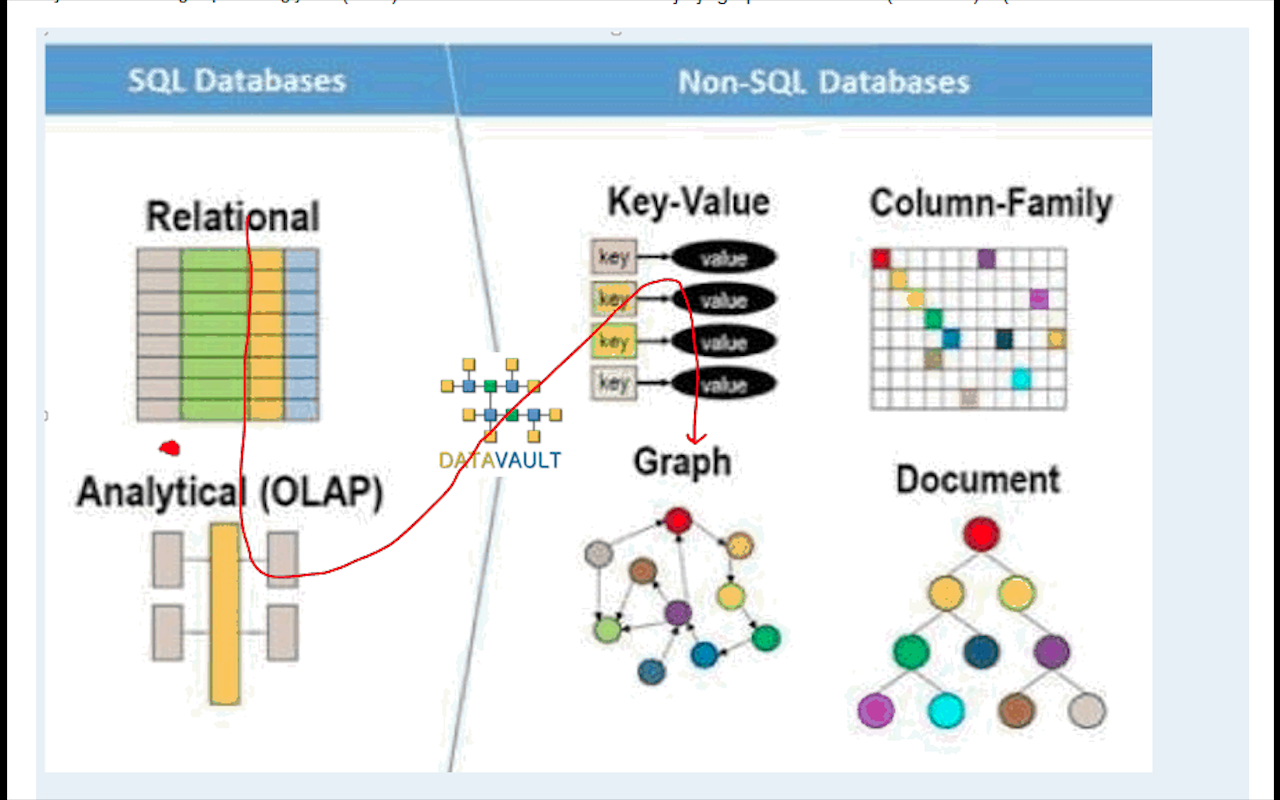 SQL Databases
Non-SQL Databases
Relational
Key-Value
Column-Family
key value
key value
key value
key value
DATAVAULT
Analytical (OLAP)
Graph
Document